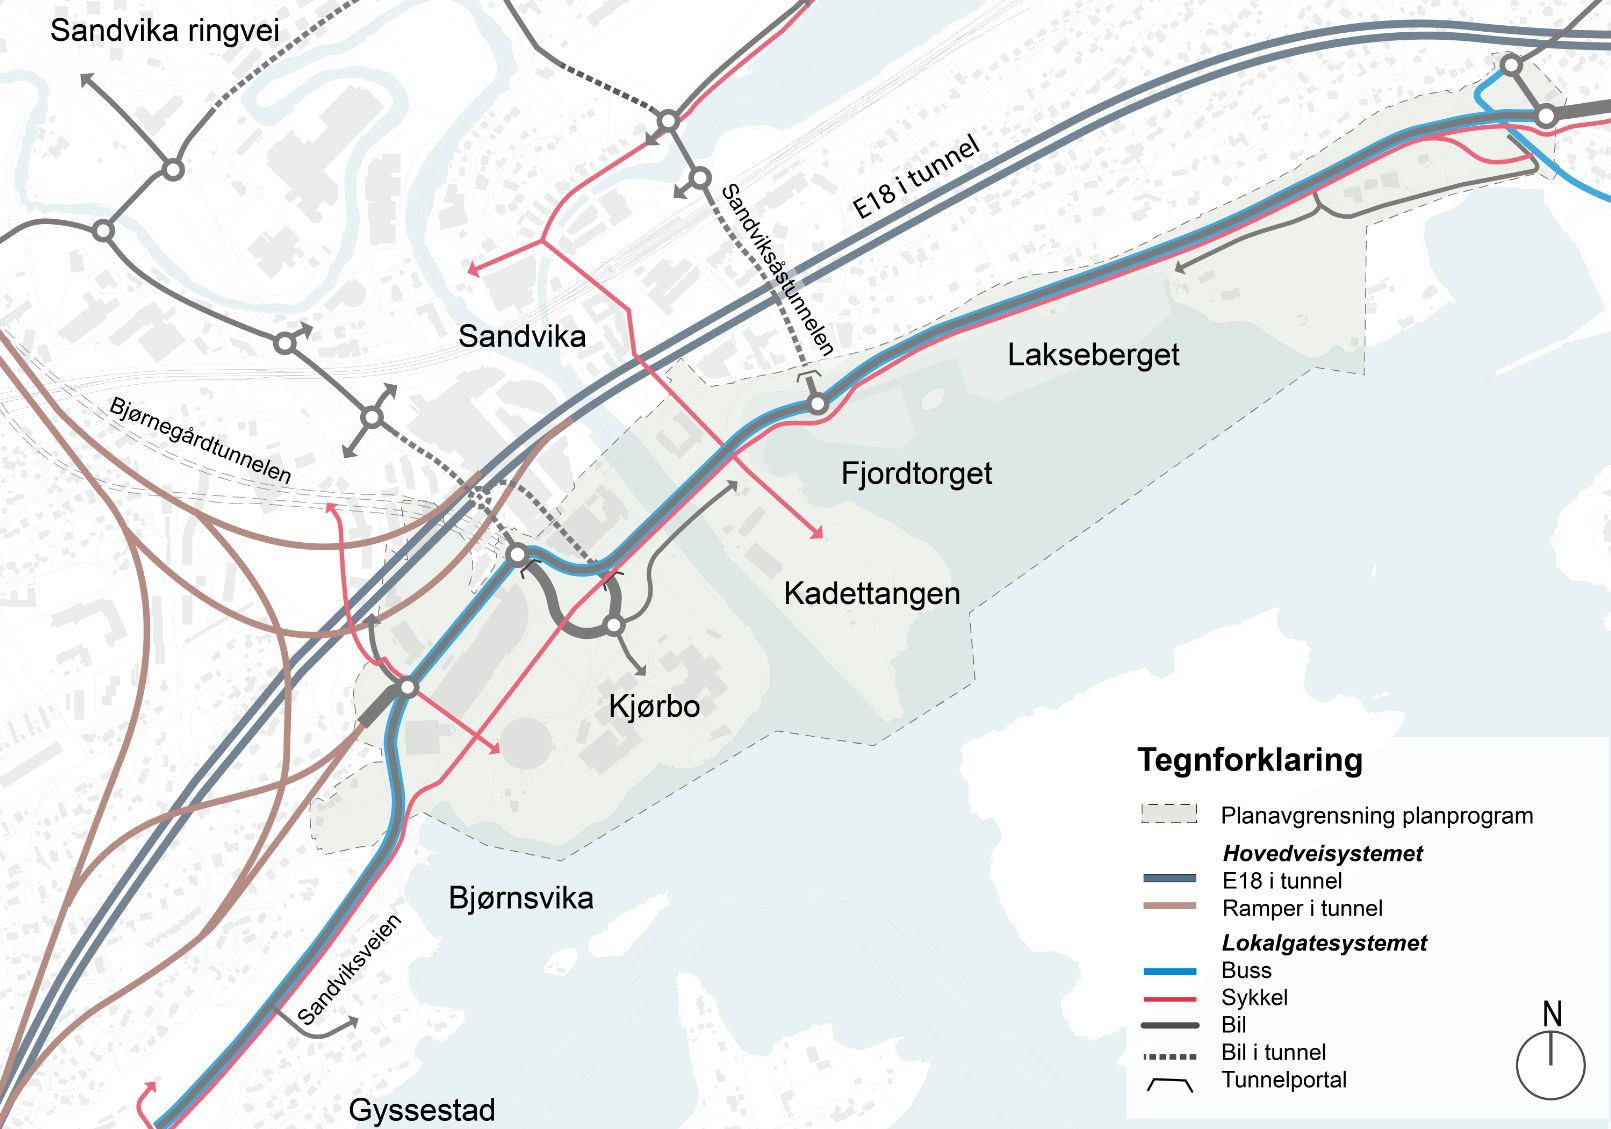 Sandvika ringvei
E18 i tunnel
Sandviksåstunnelen
Sandvika
Lakseberget
Bjørnegårdtunnelen
Fjordtorget
Kadettangen
Kjørbo
Bjørnsvika
Sandviksveien
Gyssestad
Tegnforklaring
Planavgrensning planprogram
Hovedveisystemet
E18 i tunnel
Ramper i tunnel
Lokalgatesystemet
Buss
Sykkel
Bil
Bil i tunnel
Tunnelportal
N